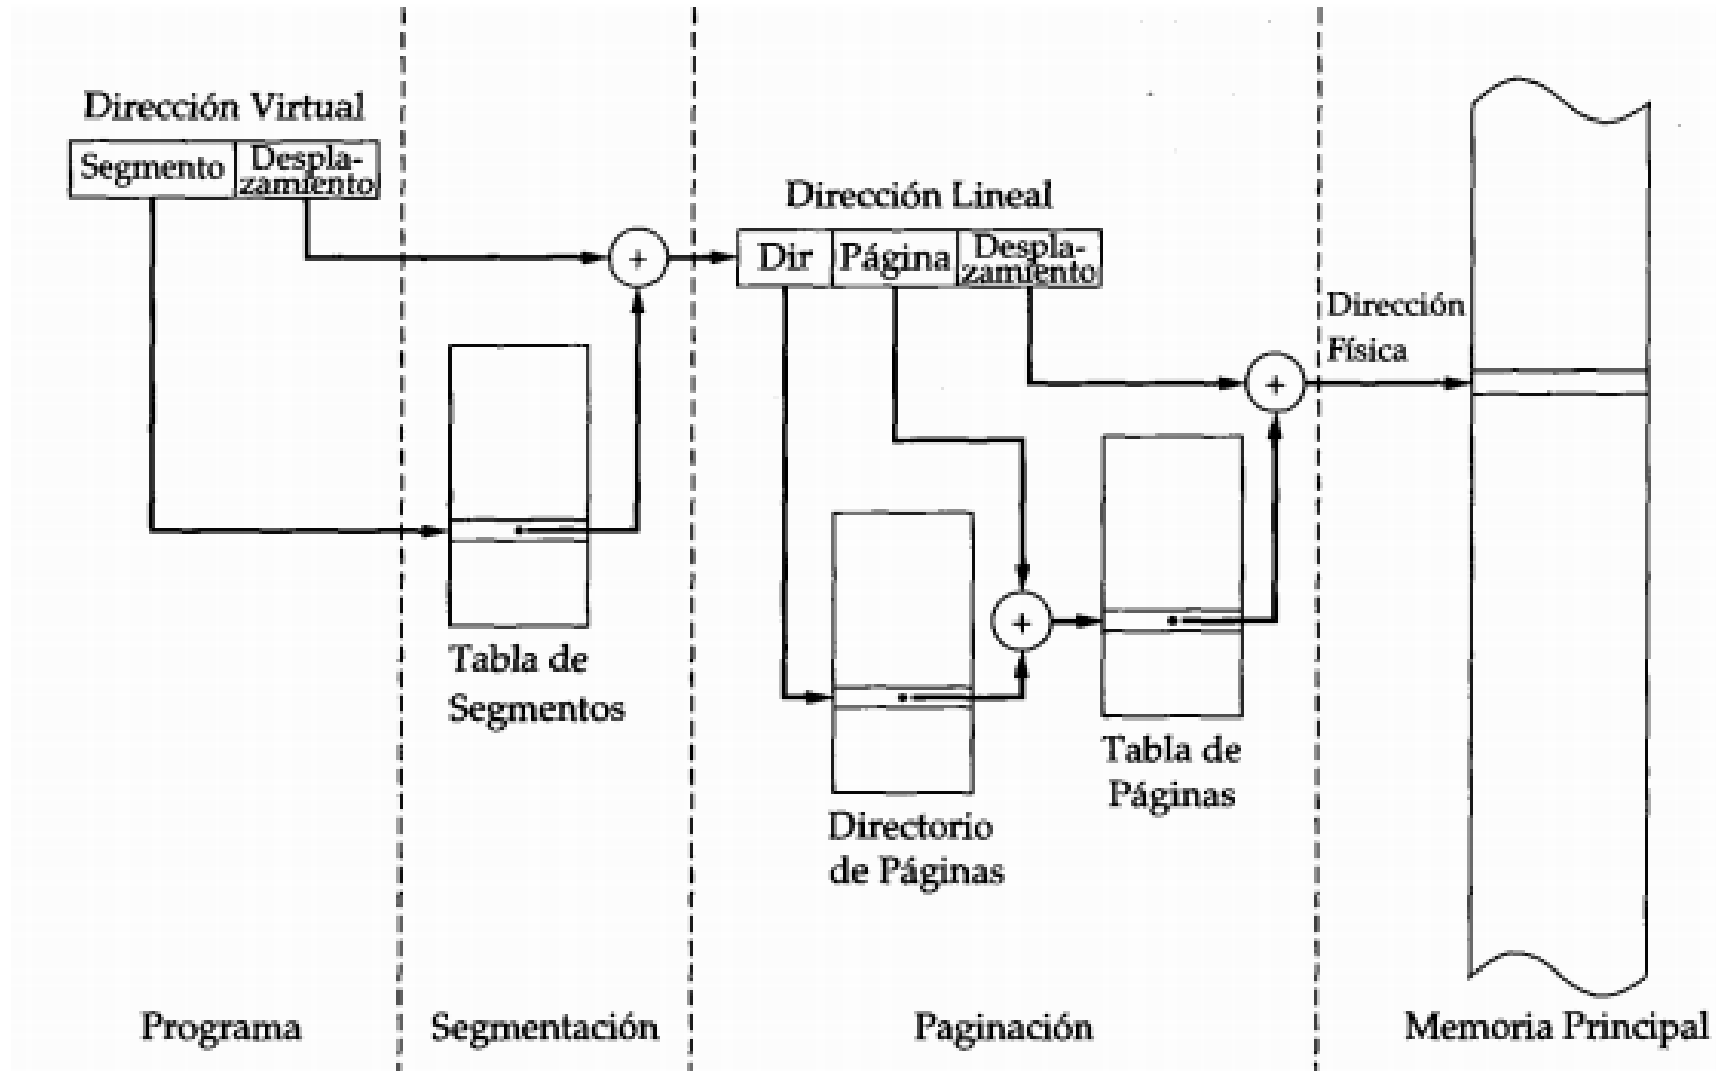 Dirección Virtual
Segmento
Despla-
zamiento
Dirección Lineal
Dir
Página
Despla-
zamiento
+
Dirección
Física
+
+
Tabla de
Segmentos
Tabla de
Páginas
Directorio
de Páginas
Programa
Segmentación
Paginación
Memoria Principal